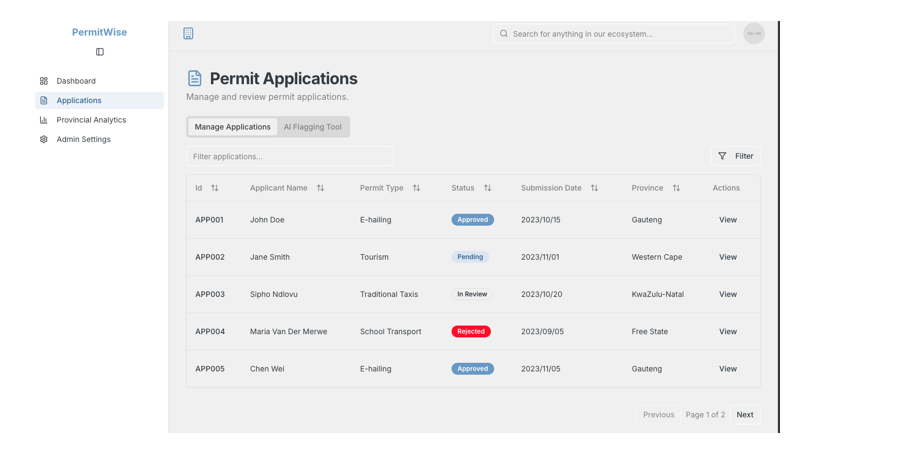 PermitWise
Search for anything in our ecosystem...
Dashboard
Applications
Provincial Analytics
Admin Settings
Permit Applications
Manage and review permit applications.
Manage Applications AI Flagging Tool
Filter applications...
Filter
Id Applicant Name Permit Type Status Submission Date Province Actions
APP001 John Doe E-hailing Approved 2023/10/15 Gauteng View
APP002 Jane Smith Tourism Pending 2023/11/01 Western Cape View
APP003 Sipho Ndlovu Traditional Taxis In Review 2023/10/20 KwaZulu-Natal View
APP004 Maria Van Der Merwe School Transport Rejected 2023/09/05 Free State View
APP005 Chen Wei E-hailing Approved 2023/11/05 Gauteng View
Previous Page 1 of 2 Next